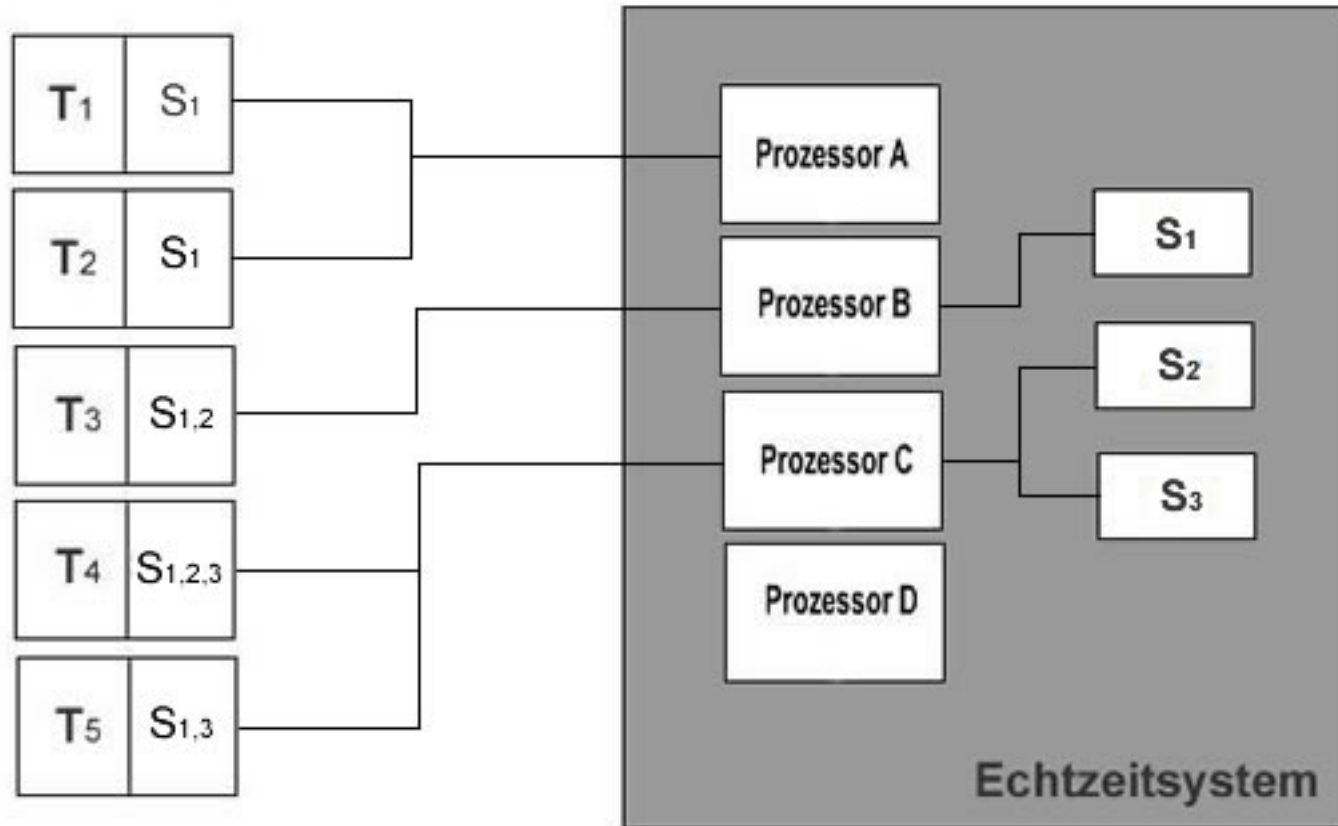 T1 S1
T2 S1
T3 S1,2
T4 S1,2,3
T5 S1,3
Prozessor A
Prozessor B
Prozessor C
Prozessor D
S1
S2
S3
Echtzeitsystem